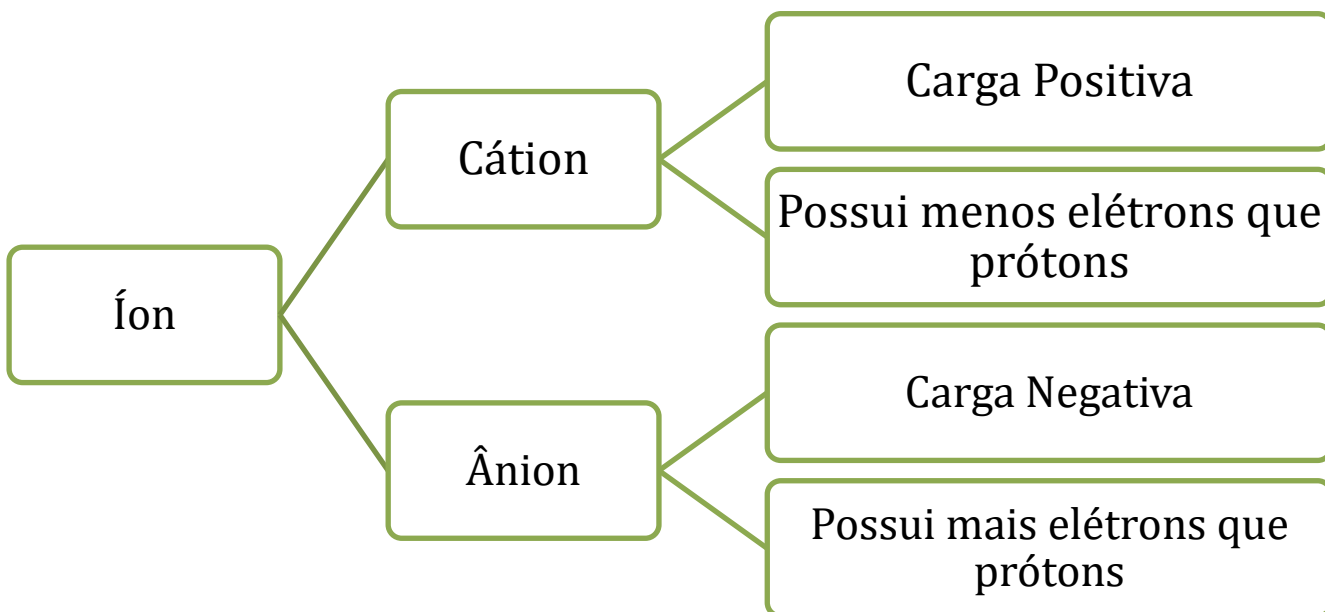 Íon
Cátion
Carga Positiva
Possui menos elétrons que
prótons
Ânion
Carga Negativa
Possui mais elétrons que
prótons